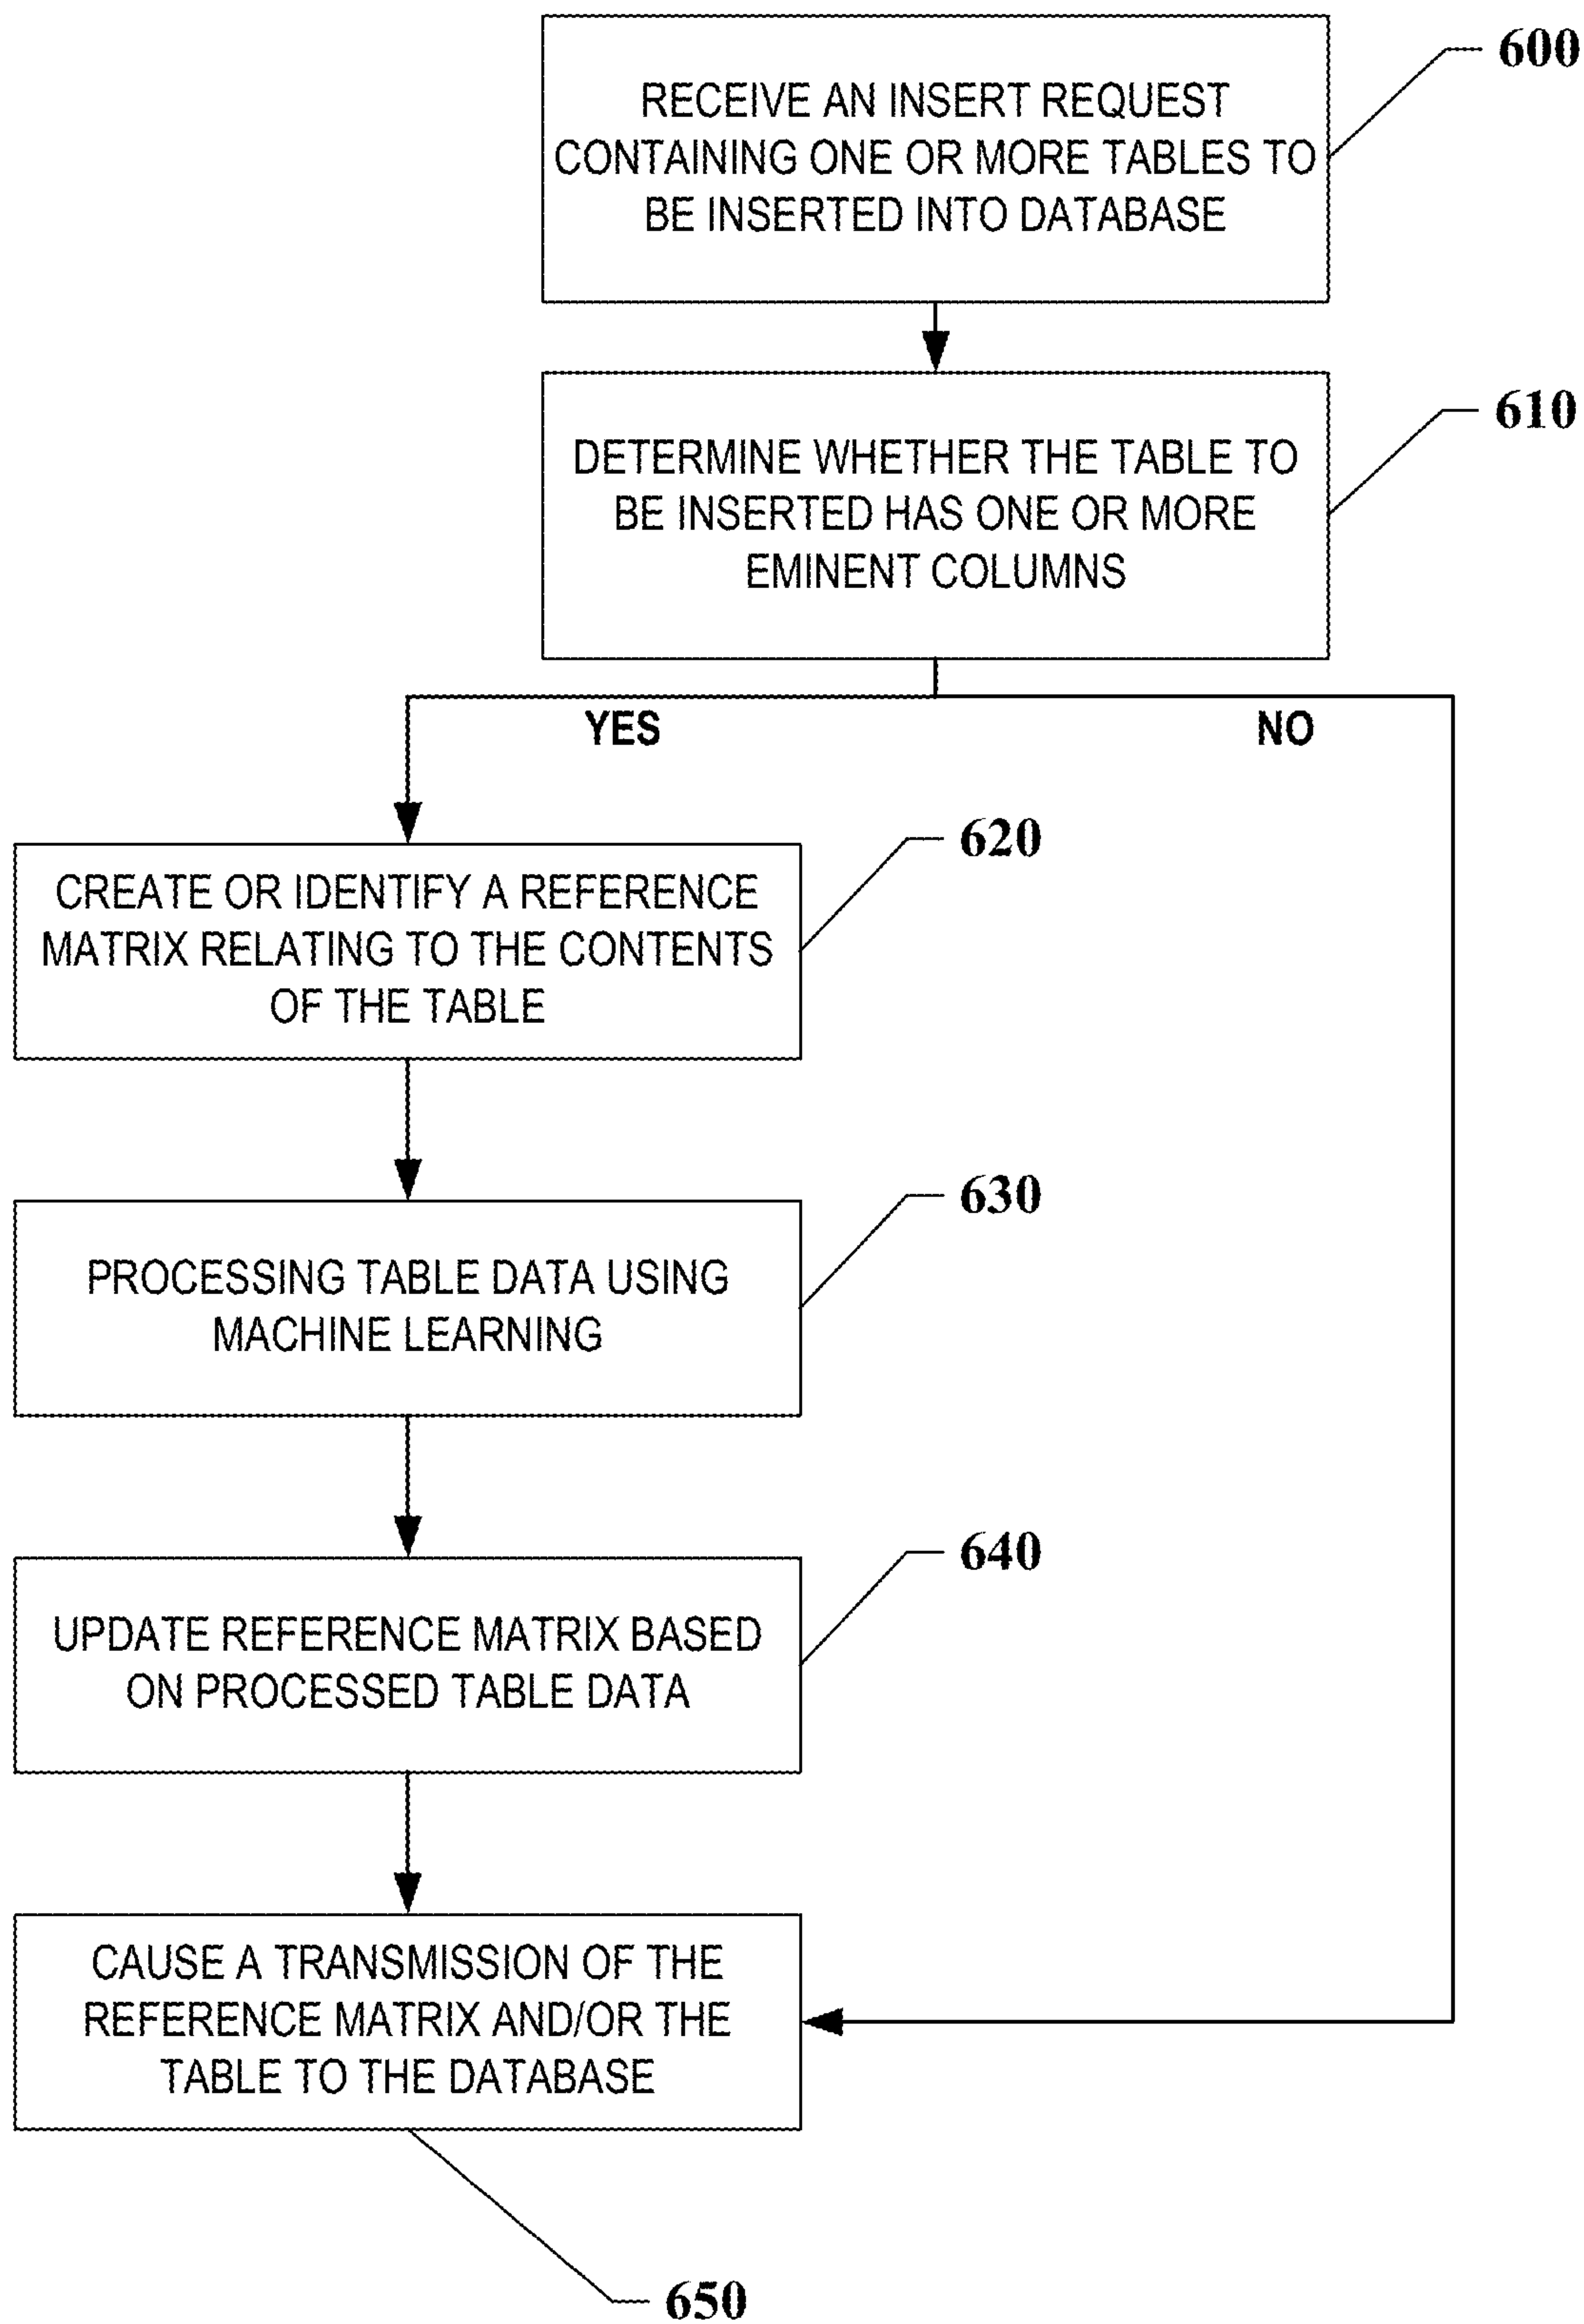 RECEIVE AN INSERT REQUEST
CONTAINING ONE OR MORE TABLES TO
BE INSERTED INTO DATABASE
600
DETERMINE WHETHER THE TABLE TO
BE INSERTED HAS ONE OR MORE
EMINENT COLUMNS
610
YES
NO
CREATE OR IDENTIFY A REFERENCE
MATRIX RELATING TO THE CONTENTS
OF THE TABLE
620
PROCESSING TABLE DATA USING
MACHINE LEARNING
630
UPDATE REFERENCE MATRIX BASED
ON PROCESSED TABLE DATA
640
CAUSE A TRANSMISSION OF THE
REFERENCE MATRIX AND/OR THE
TABLE TO THE DATABASE
650